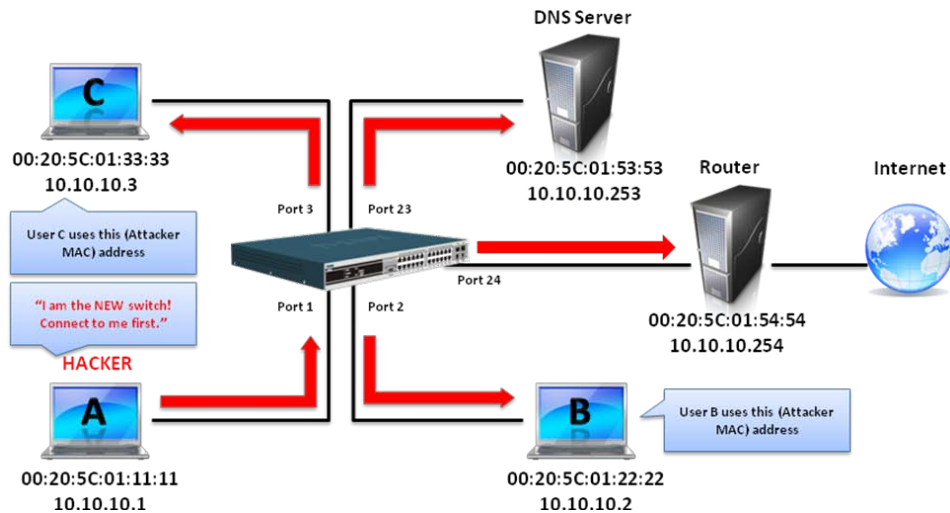 DNS Server
C
00:20:5C:01:33:33
10.10.10.3
00:20:5C:01:53:53
10.10.10.253
Router
Internet
Port 3
Port 23
User C uses this (Attacker
MAC) address
Port 24
"I am the NEW switch!
Connect to me first."
Port 1
Port 2
00:20:5C:01:54:54
10.10.10.254
HACKER
A
B
User B uses this (Attacker
MAC) address
00:20:5C:01:11:11
10.10.10.1
00:20:5C:01:22:22
10.10.10.2